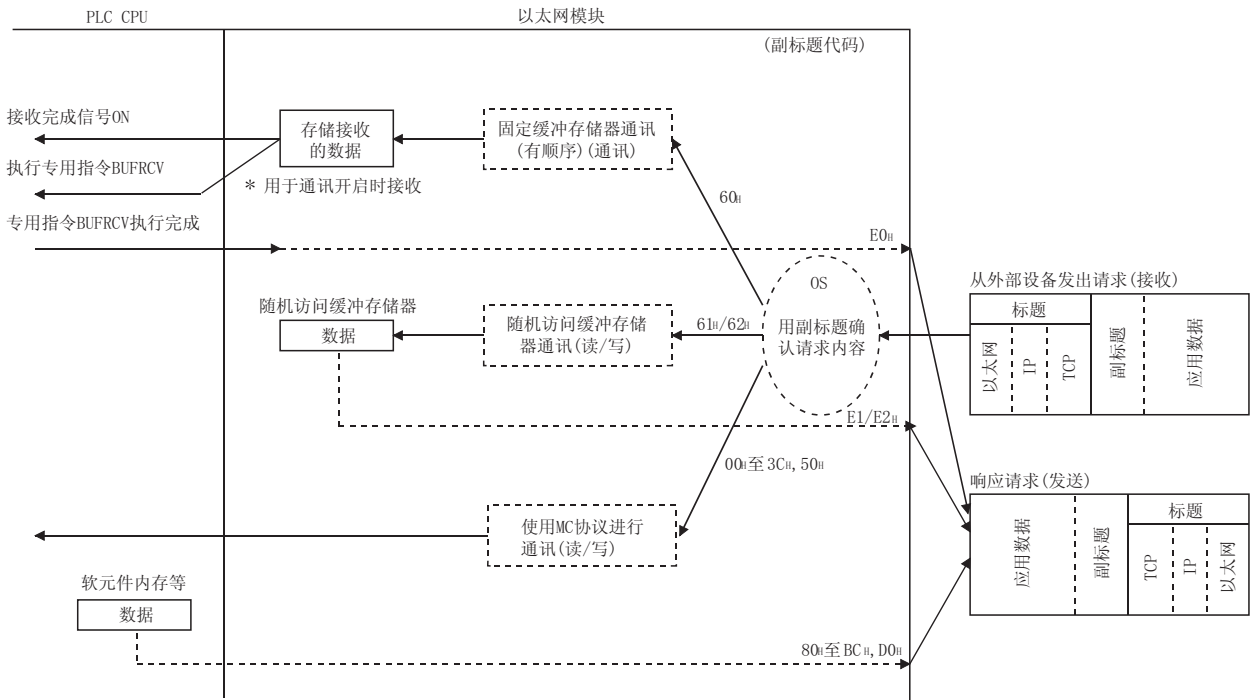 PLC CPU
以太网模块
(副标题代码)
接收完成信号ON
存储接收
的数据
固定缓冲存储器通讯
(有顺序)(通讯)
执行专用指令BUFRCV
* 用于通讯开启时接收
60H
专用指令BUFRCV执行完成
E0H
OS
用副标题确
认请求内容
从外部设备发出请求(接收)
标题
以太网
IP
TCP
副标题
应用数据
随机访问缓冲存储器
数据
随机访问缓冲存储
器通讯(读/写)
61H/62H
E1/E2H
00H至3CH,50H
响应请求(发送)
应用数据
副标题
标题
TCP
IP
以太网
使用MC协议进行
通讯(读/写)
软元件内存等
数据
80H至BCH,D0H